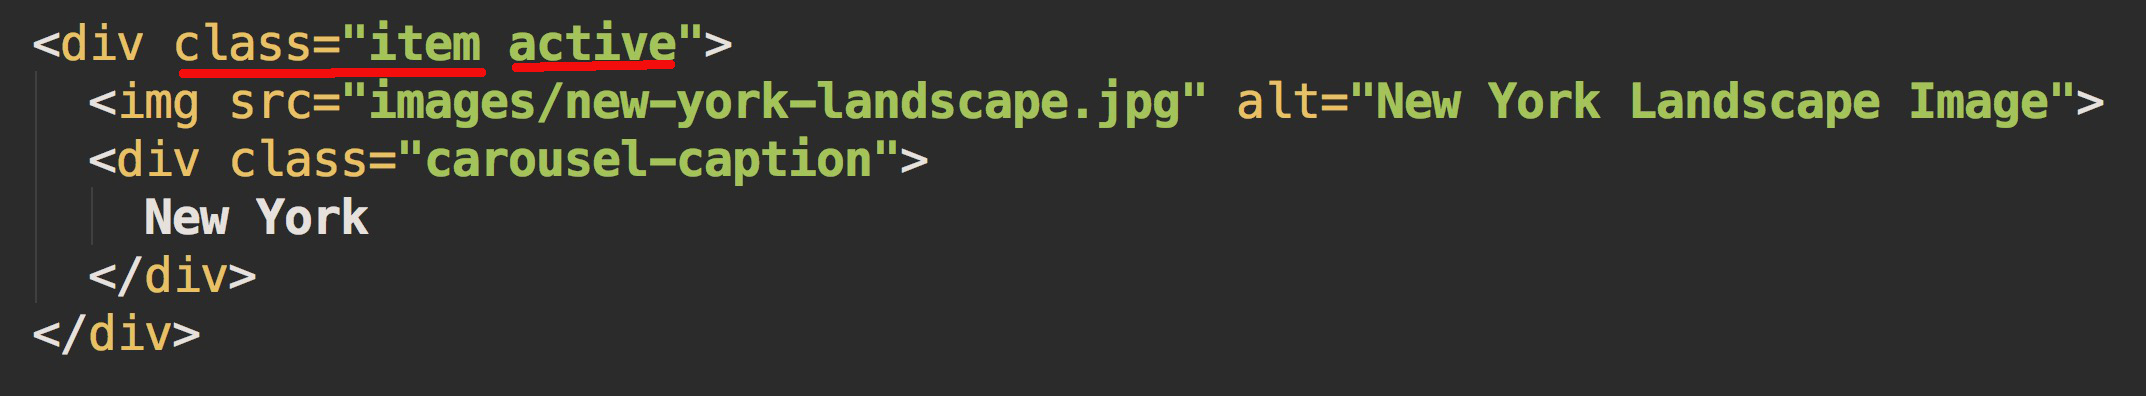 <div class="item active">
<img src="images/new-york-landscape.jpg" alt="New York Landscape Image">
<div class="carousel-caption">
New York
</div>
</div>